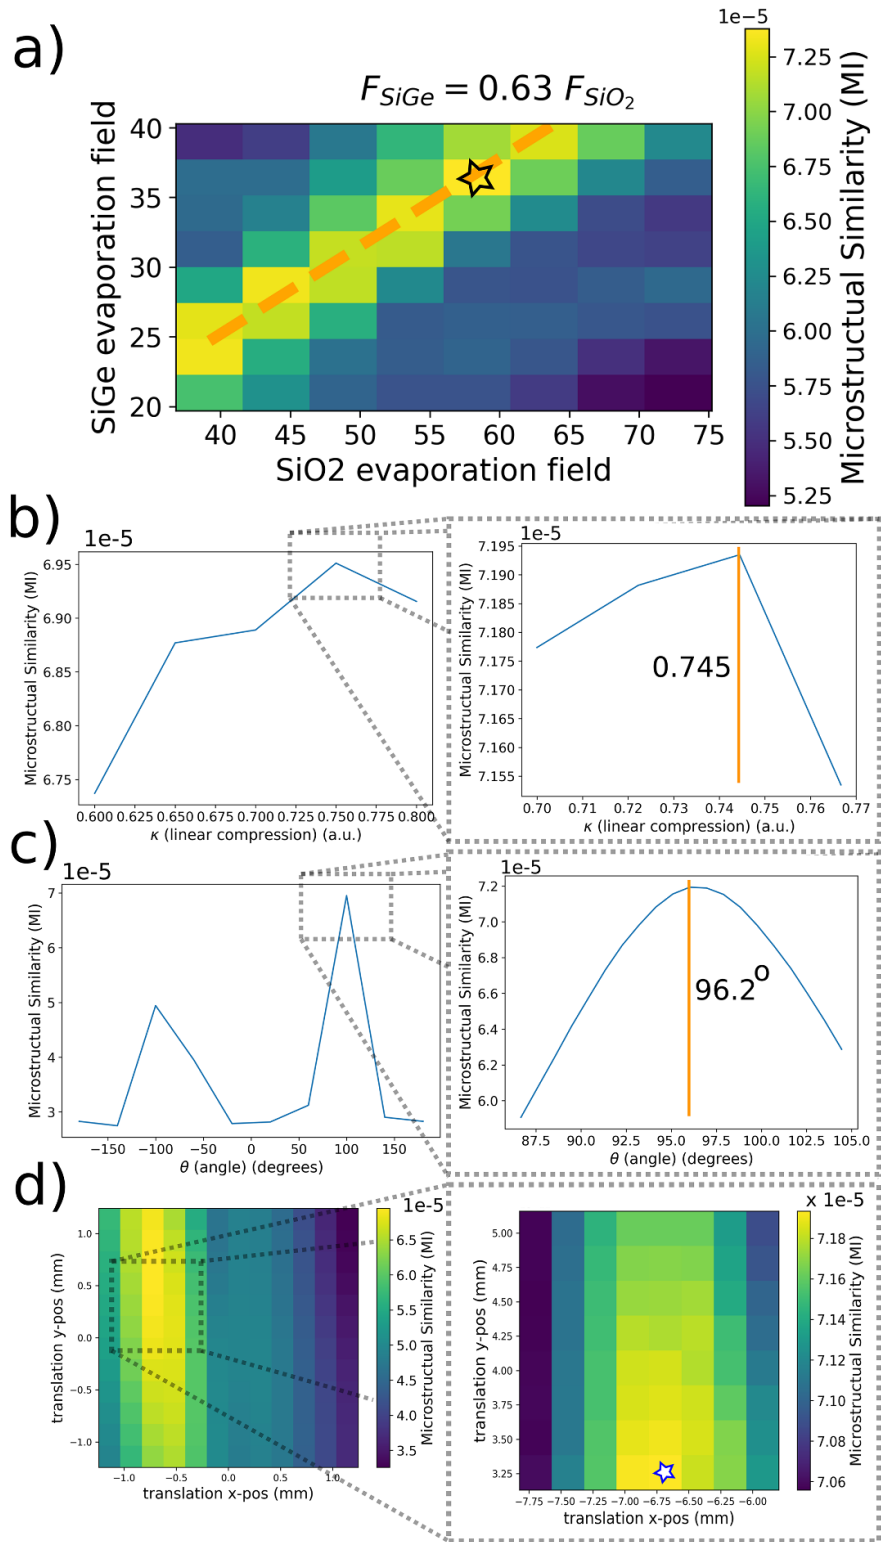 a)
1e−5
F_SiGe = 0.63 F_SiO2
40
35
30
25
20
SiGe evaporation field
40 45 50 55 60 65 70 75
SiO2 evaporation field
7.25
7.00
6.75
6.50
6.25
6.00
5.75
5.50
5.25
Microstructual Similarity (MI)
b)
1e−5
6.95
6.90
6.85
6.80
6.75
Microstructual Similarity (MI)
0.600 0.625 0.650 0.675 0.700 0.725 0.750 0.775 0.800
κ (linear compression) (a.u.)
1e−5
7.195
7.190
7.185
7.180
7.175
7.170
7.165
7.160
7.155
Microstructual Similarity (MI)
0.745
0.70 0.71 0.72 0.73 0.74 0.75 0.76 0.77
κ (linear compression) (a.u.)
c)
1e−5
7
6
5
4
3
Microstructual Similarity (MI)
−150 −100 −50 0 50 100 150
θ (angle) (degrees)
1e−5
7.2
7.0
6.8
6.6
6.4
6.2
6.0
Microstructual Similarity (MI)
96.2o
87.5 90.0 92.5 95.0 97.5 100.0 102.5 105.0
θ (angle) (degrees)
d)
1e−5
1.0
0.5
0.0
−0.5
−1.0
translation y-pos (mm)
−1.0 −0.5 0.0 0.5 1.0
translation x-pos (mm)
6.5
6.0
5.5
5.0
4.5
4.0
3.5
Microstructual Similarity (MI)
x 1e−5
5.00
4.75
4.50
4.25
4.00
3.75
3.50
3.25
translation y-pos (mm)
−7.75 −7.50 −7.25 −7.00 −6.75 −6.50 −6.25 −6.00
translation x-pos (mm)
7.18
7.16
7.14
7.12
7.10
7.08
7.06
Microstructual Similarity (MI)